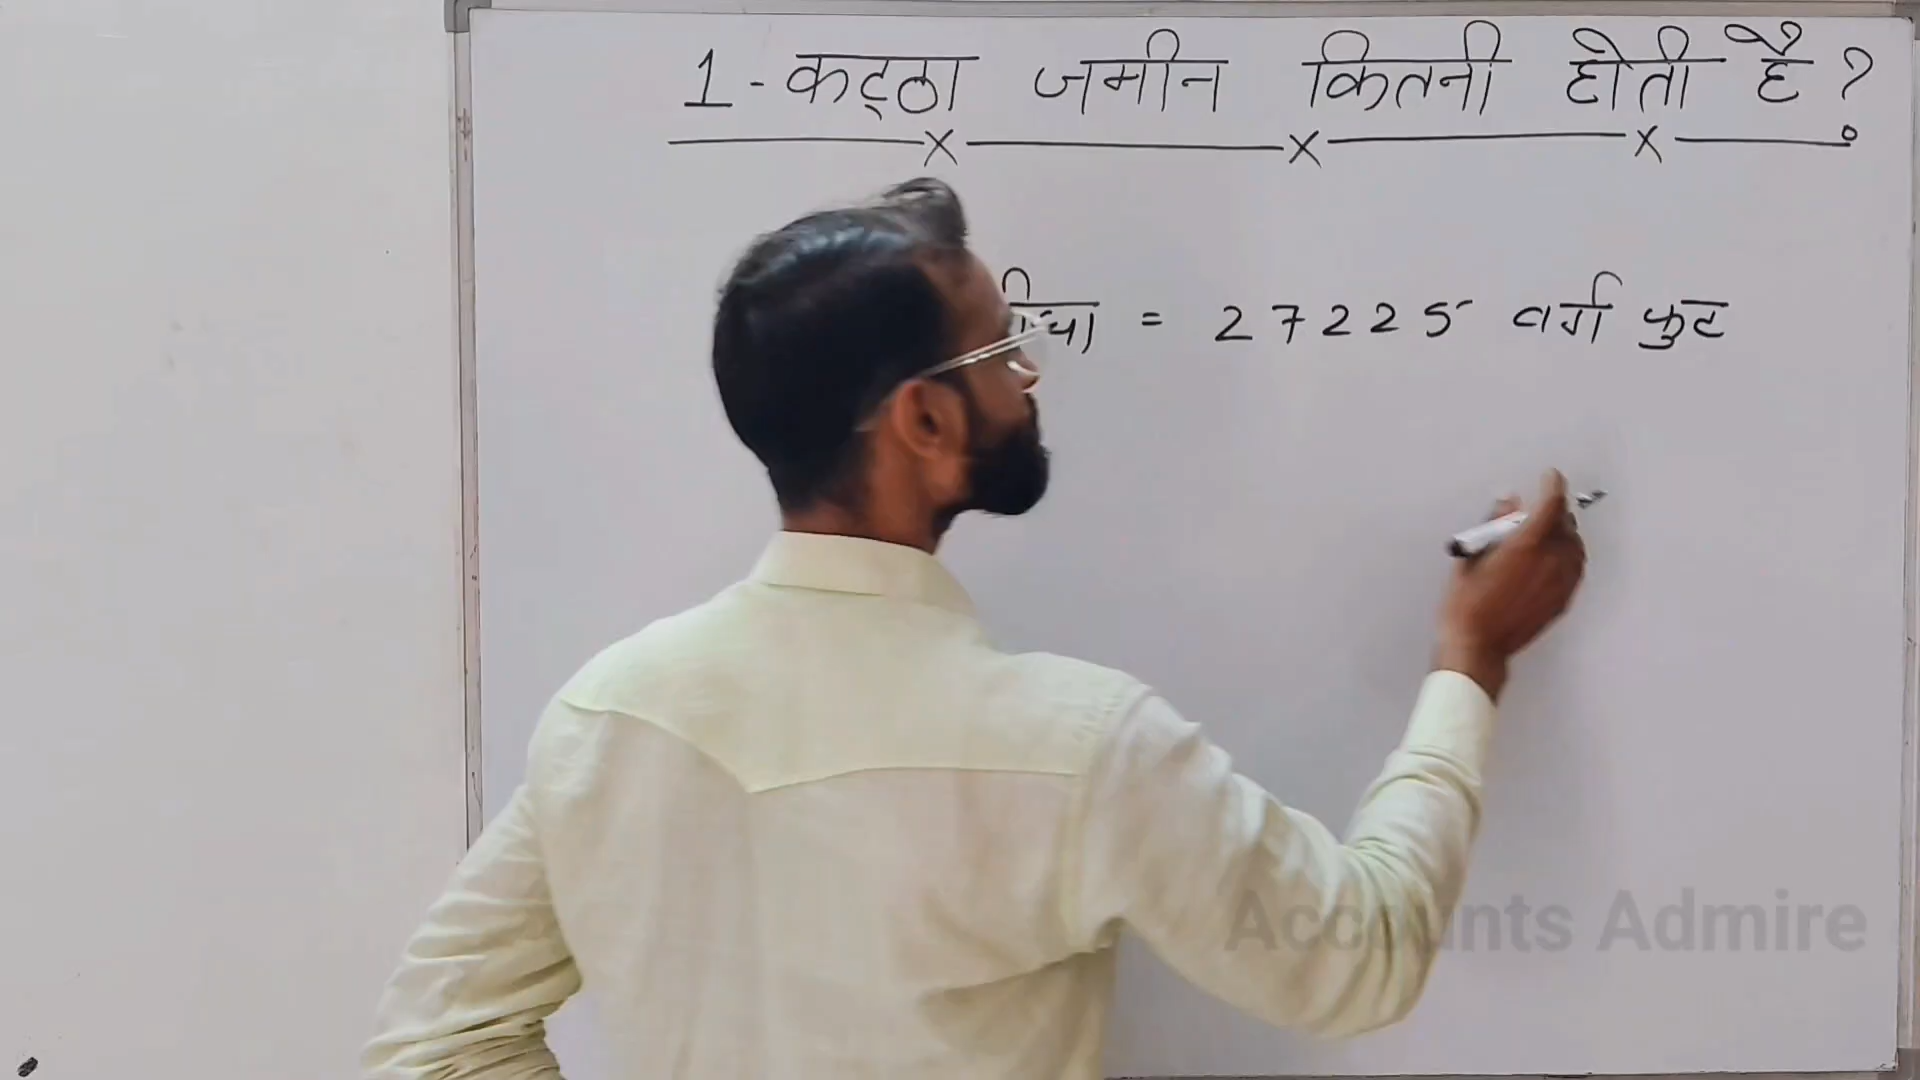 1 - कट्ठा जमीन कितनी होती है ?
= 27225 वर्ग फुट
Accounts Admire